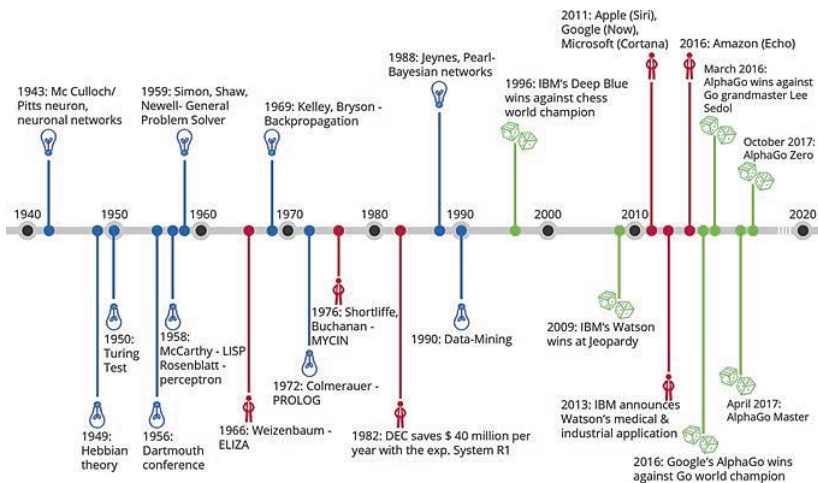 2011: Apple (Siri),
Google (Now),
Microsoft (Cortana)
2016: Amazon (Echo)
1988: Jeynes, Pearl-
Bayesian networks
March 2016:
AlphaGo wins against
Go grandmaster Lee
Sedol
1943: Mc Culloch/
Pitts neuron,
neuronal networks
1959: Simon, Shaw,
Newell- General
Problem Solver
1969: Kelley, Bryson -
Backpropagation
1996: IBM's Deep Blue
wins against chess
world champion
October 2017:
AlphaGo Zero
1940
1950
1960
1970
1980
1990
2000
2010
2020
1950:
Turing
Test
1958:
McCarthy - LISP
Rosenblatt -
perceptron
1976: Shortliffe,
Buchanan -
MYCIN
1990: Data-Mining
2009: IBM's Watson
wins at Jeopardy
1972: Colmerauer -
PROLOG
1949:
Hebbian
theory
1956:
Dartmouth
conference
1966: Weizenbaum -
ELIZA
1982: DEC saves $ 40 million per
year with the exp. System R1
2013: IBM announces
Watson's medical &
industrial application
April 2017:
AlphaGo Master
2016: Google's AlphaGo wins
against Go world champion